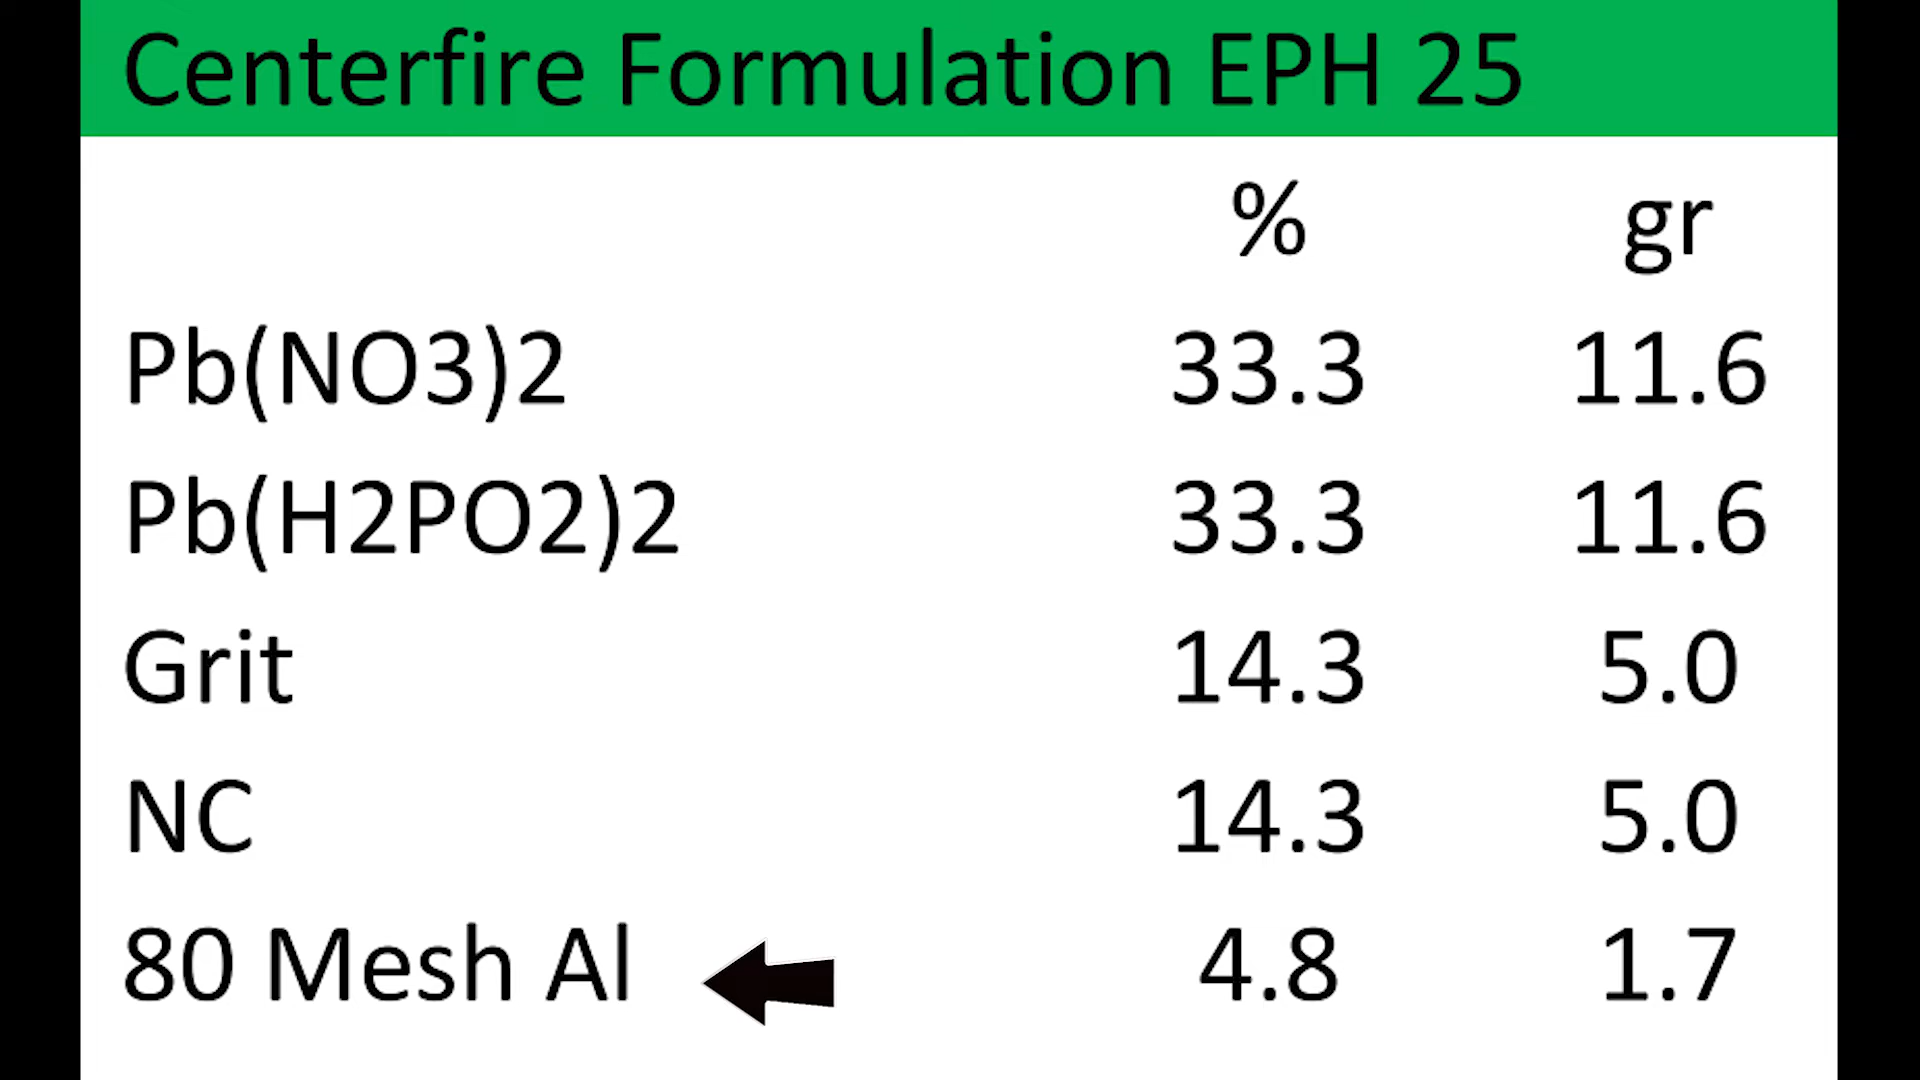 Centerfire Formulation EPH 25
% gr
Pb(NO3)2 33.3 11.6
Pb(H2PO2)2 33.3 11.6
Grit 14.3 5.0
NC 14.3 5.0
80 Mesh Al 4.8 1.7